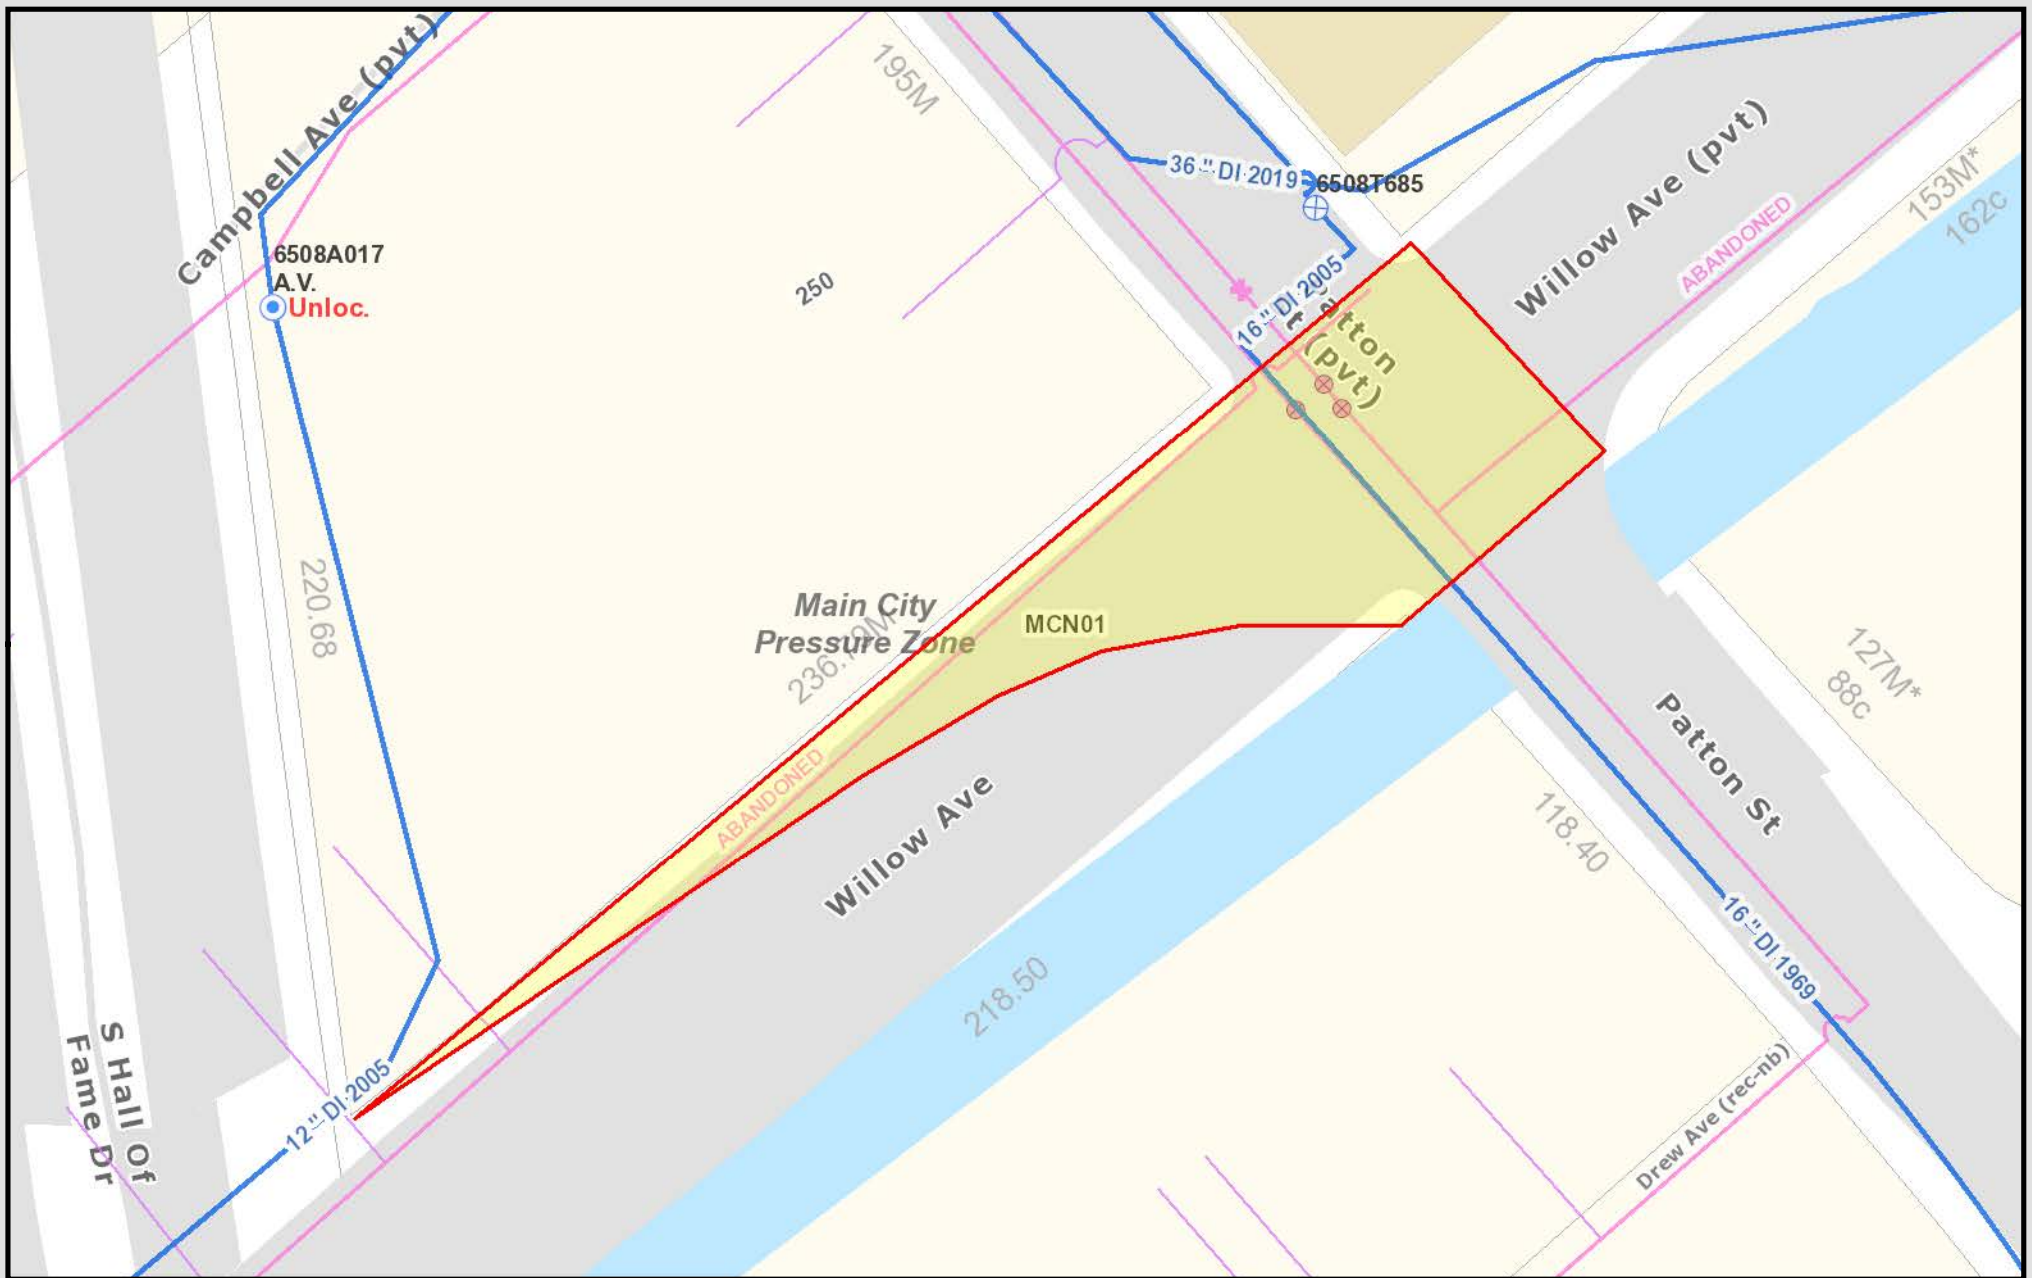 Campbell Ave (pvt)
195M
36 " DI 2019
6508T685
Willow Ave (pvt)
153M*
162c
ABANDONED
6508A017
A.V.
Unloc.
250
16 " DI 2005
(pvt)
220.68
Main City
Pressure Zone
MCN01
127M*
88c
Patton St
ABANDONED
Willow Ave
118.40
16 " DI 1969
218.50
S Hall Of
Fame Dr
12 " DI 2005
Drew Ave (rec-nb)